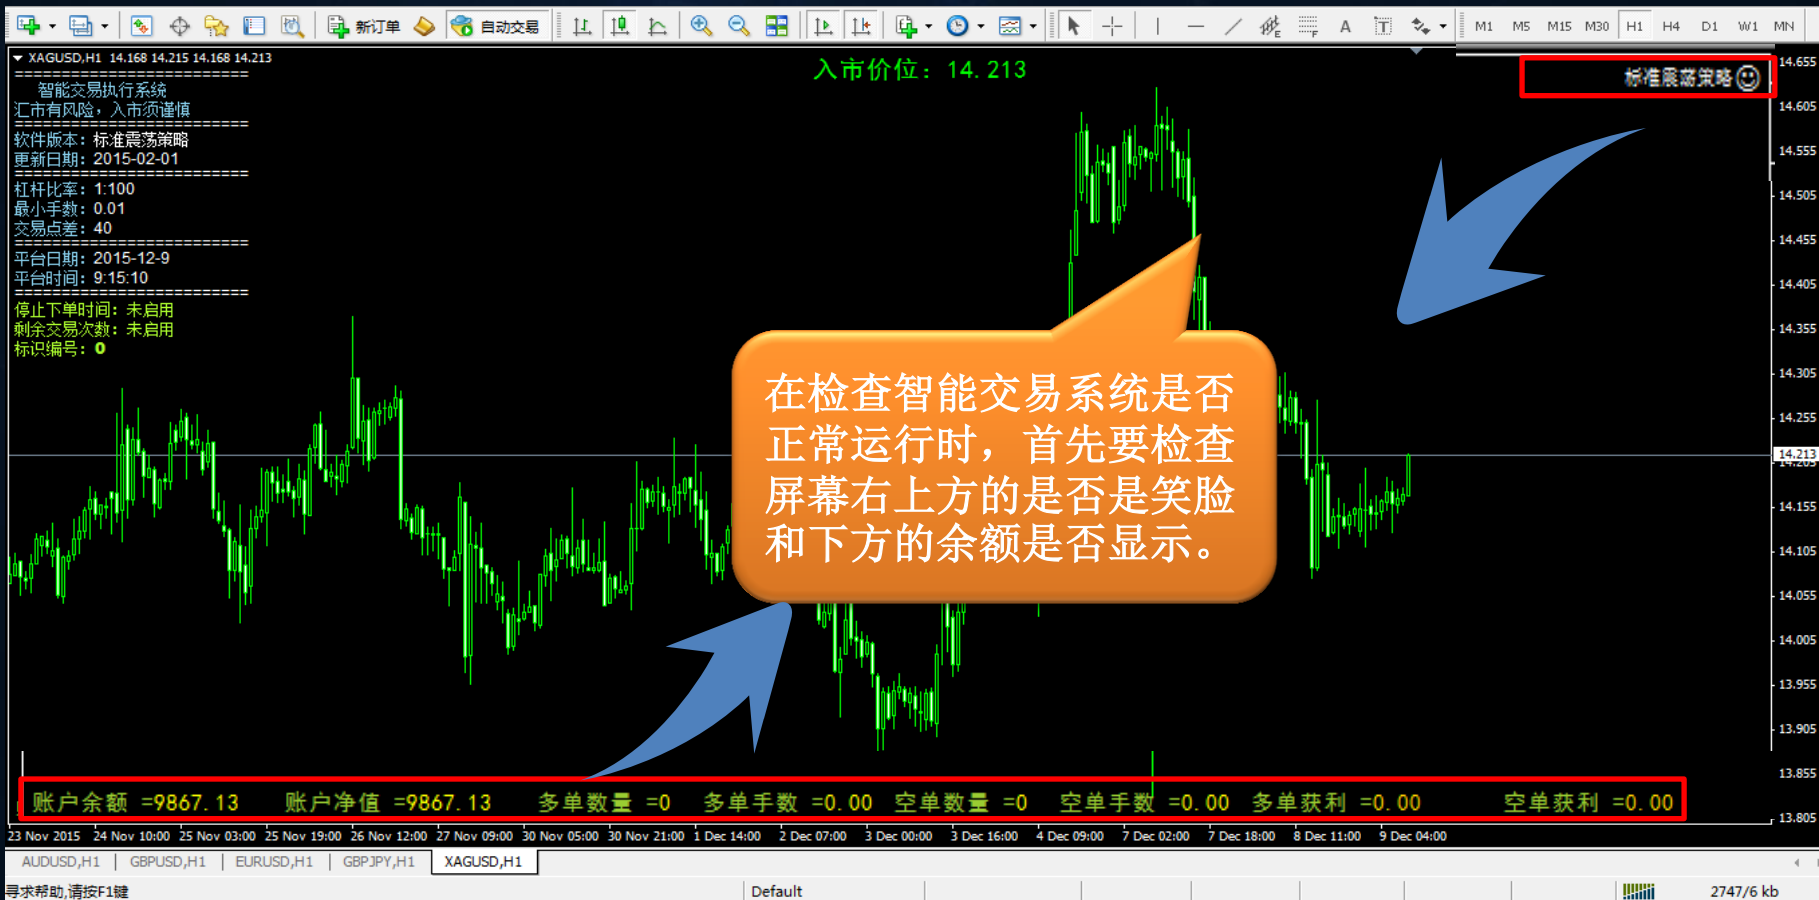 新订单
自动交易
A
T
M1 M5 M15 M30 H1 H4 D1 W1 MN
XAGUSD,H1 14.168 14.215 14.168 14.213
=========================
智能交易执行系统
汇市有风险，入市须谨慎
=========================
软件版本：标准震荡策略
更新日期：2015-02-01
=========================
杠杆比率：1:100
最小手数：0.01
交易点差：40
=========================
平台日期：2015-12-9
平台时间：9:15:10
=========================
停止下单时间：未启用
剩余交易次数：未启用
标识编号：0
入市价位：14.213
标准震荡策略
在检查智能交易系统是否
正常运行时，首先要检查
屏幕右上方的是否是笑脸
和下方的余额是否显示。
14.655
14.605
14.555
14.505
14.455
14.405
14.355
14.305
14.255
14.213
14.205
14.155
14.105
14.055
14.005
13.955
13.905
13.855
13.805
账户余额 =9867.13 账户净值 =9867.13 多单数量 =0 多单手数 =0.00 空单数量 =0 空单手数 =0.00 多单获利 =0.00 空单获利 =0.00
23 Nov 2015 24 Nov 10:00 25 Nov 03:00 25 Nov 19:00 26 Nov 12:00 27 Nov 09:00 30 Nov 05:00 30 Nov 21:00 1 Dec 14:00 2 Dec 07:00 3 Dec 00:00 3 Dec 16:00 4 Dec 09:00 7 Dec 02:00 7 Dec 18:00 8 Dec 11:00 9 Dec 04:00
AUDUSD,H1 GBPUSD,H1 EURUSD,H1 GBPJPY,H1 XAGUSD,H1
寻求帮助,请按F1键 Default 2747/6 kb